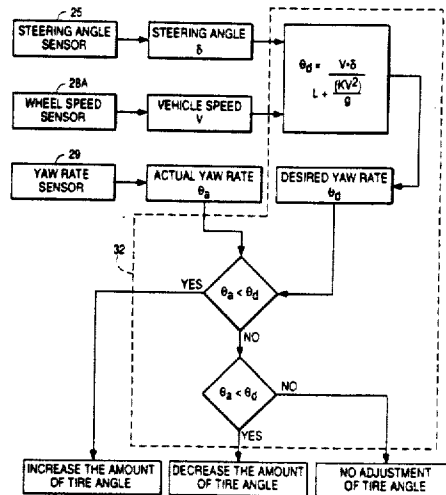 25
STEERING ANGLE
SENSOR
STEERING ANGLE
δ
θd = V•δ / L + (KV²) / g
28A
WHEEL SPEED
SENSOR
VEHICLE SPEED
V
29
YAW RATE
SENSOR
ACTUAL YAW RATE
θa
DESIRED YAW RATE
θd
32
YES
θa < θd
NO
θa < θd
NO
YES
INCREASE THE AMOUNT
OF TIRE ANGLE
DECREASE THE AMOUNT
OF TIRE ANGLE
NO ADJUSTMENT
OF TIRE ANGLE